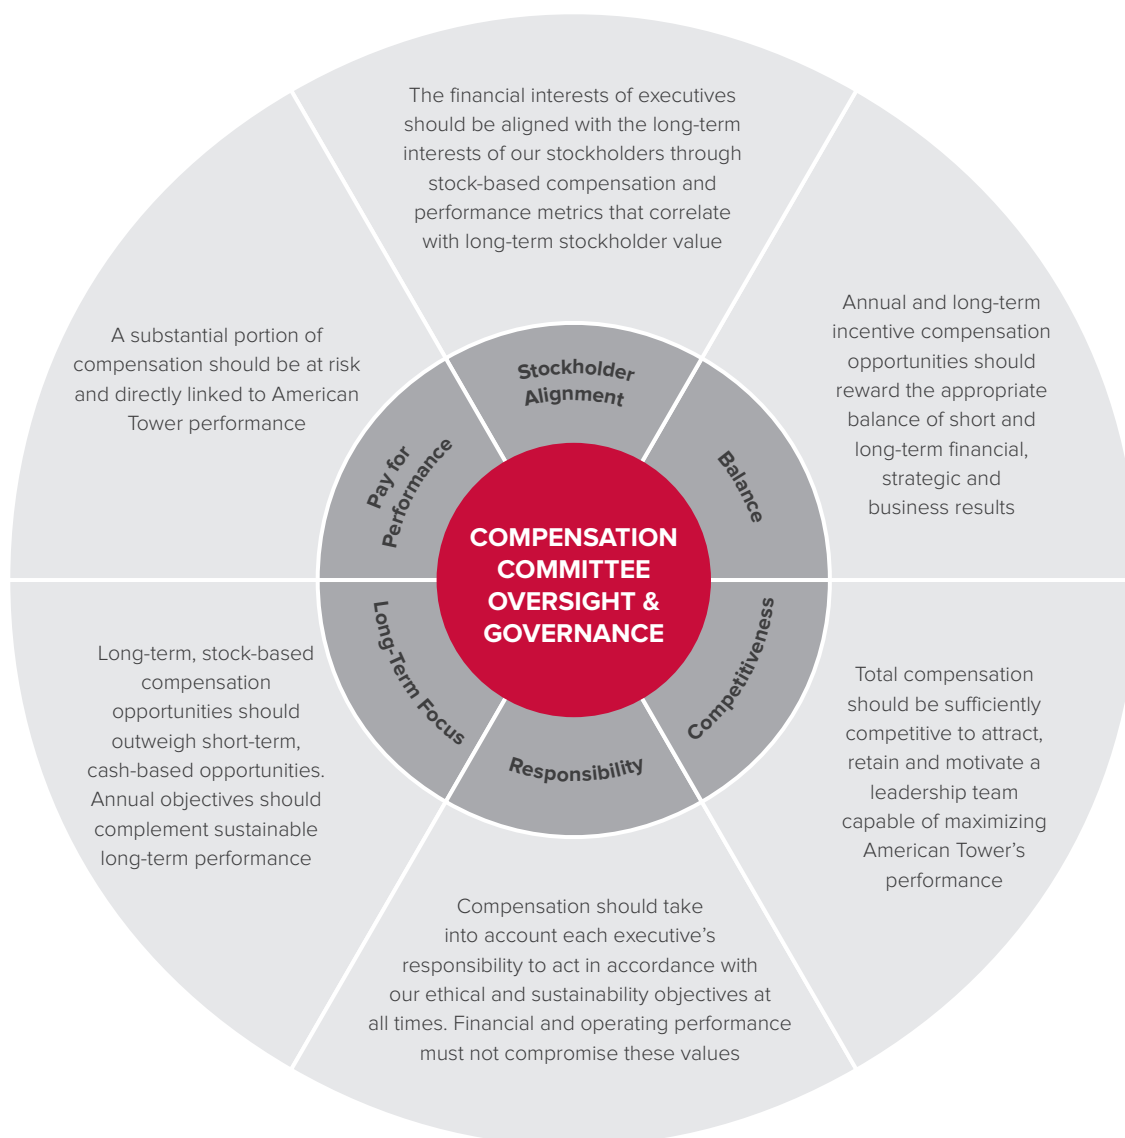 The financial interests of executives
should be aligned with the long-term
interests of our stockholders through
stock-based compensation and
performance metrics that correlate
with long-term stockholder value
Stockholder
Alignment
Annual and long-term
incentive compensation
opportunities should
reward the appropriate
balance of short and
long-term financial,
strategic and
business results
Balance
Total compensation
should be sufficiently
competitive to attract,
retain and motivate a
leadership team
capable of maximizing
American Tower’s
performance
Competitiveness
Compensation should take
into account each executive’s
responsibility to act in accordance with
our ethical and sustainability objectives at
all times. Financial and operating performance
must not compromise these values
Responsibility
Long-term, stock-based
compensation
opportunities should
outweigh short-term,
cash-based opportunities.
Annual objectives should
complement sustainable
long-term performance
Long-Term Focus
A substantial portion of
compensation should be at risk
and directly linked to American
Tower performance
Pay for
Performance
COMPENSATION
COMMITTEE
OVERSIGHT &
GOVERNANCE